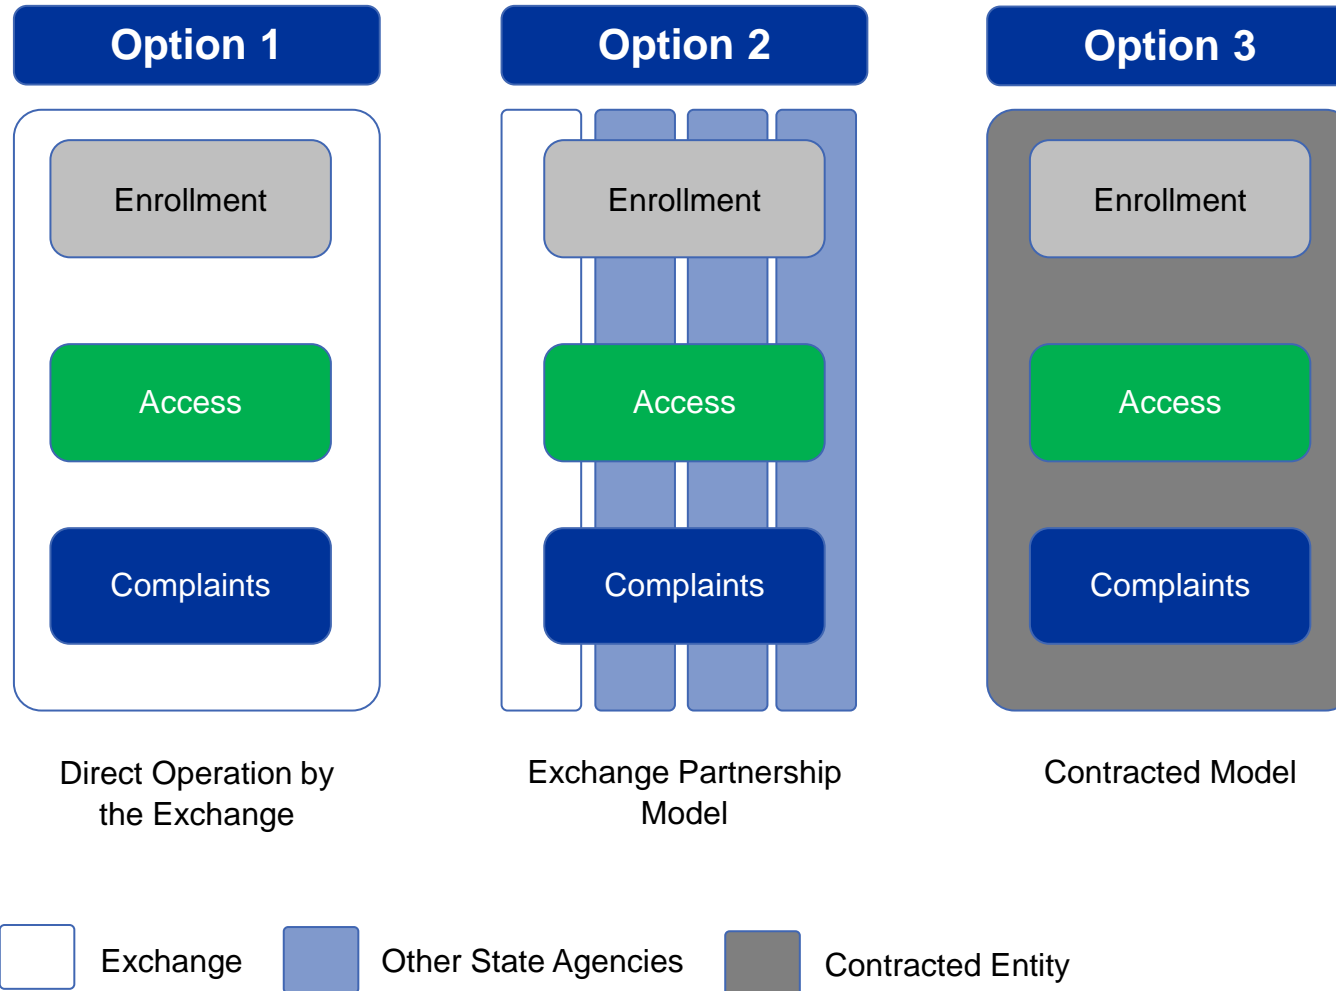 Option 1
Option 2
Option 3
Enrollment
Enrollment
Enrollment
Access
Access
Access
Complaints
Complaints
Complaints
Direct Operation by
the Exchange
Exchange Partnership
Model
Contracted Model
Exchange
Other State Agencies
Contracted Entity